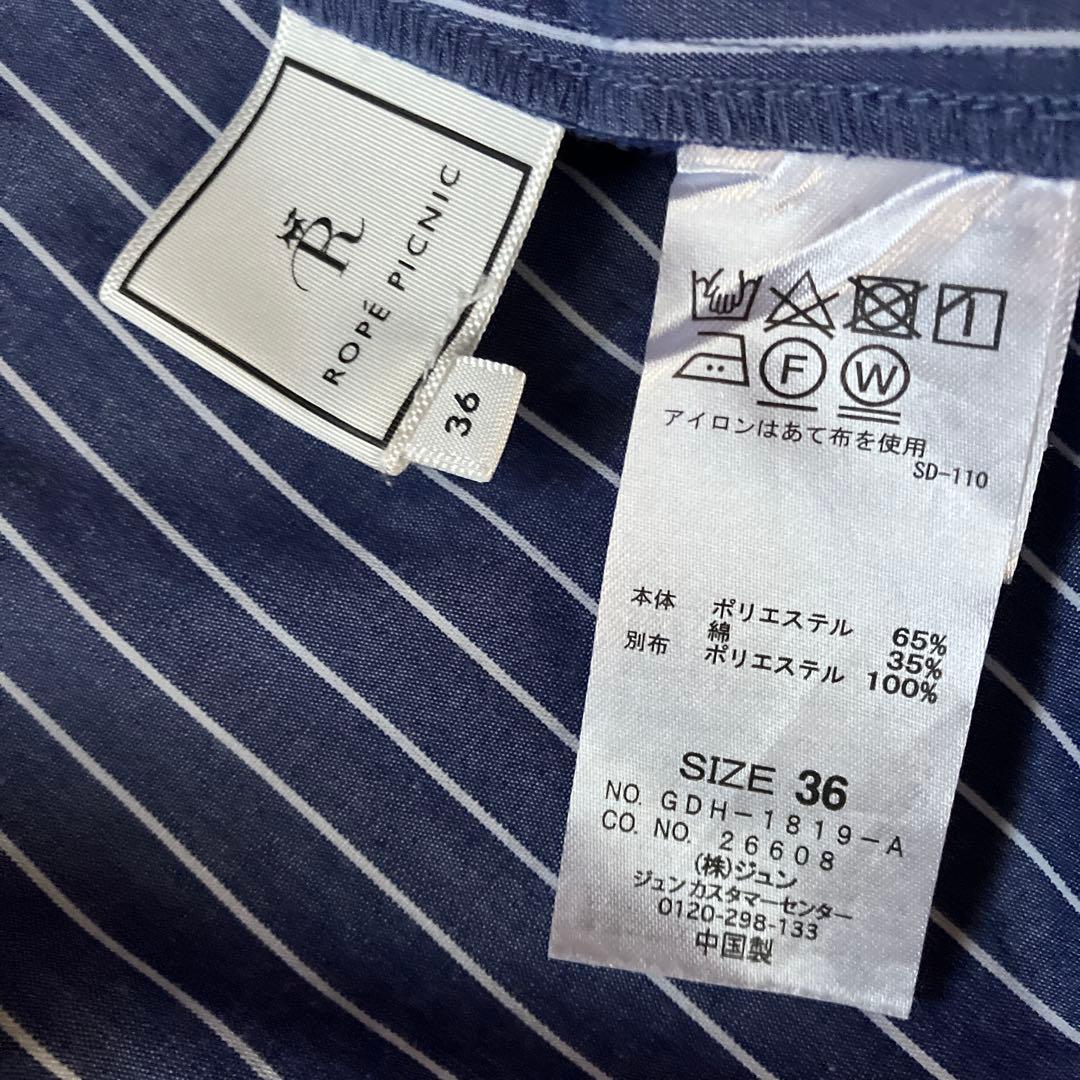 R
ROPÉ PICNIC
36
F W
アイロンはあて布を使用
SD-110
本体 ポリエステル 65%
綿 35%
別布 ポリエステル 100%
SIZE 36
NO. GDH-1819-A
CO. NO. 26608
(株)ジュン
ジュンカスタマーセンター
0120-298-133
中国製